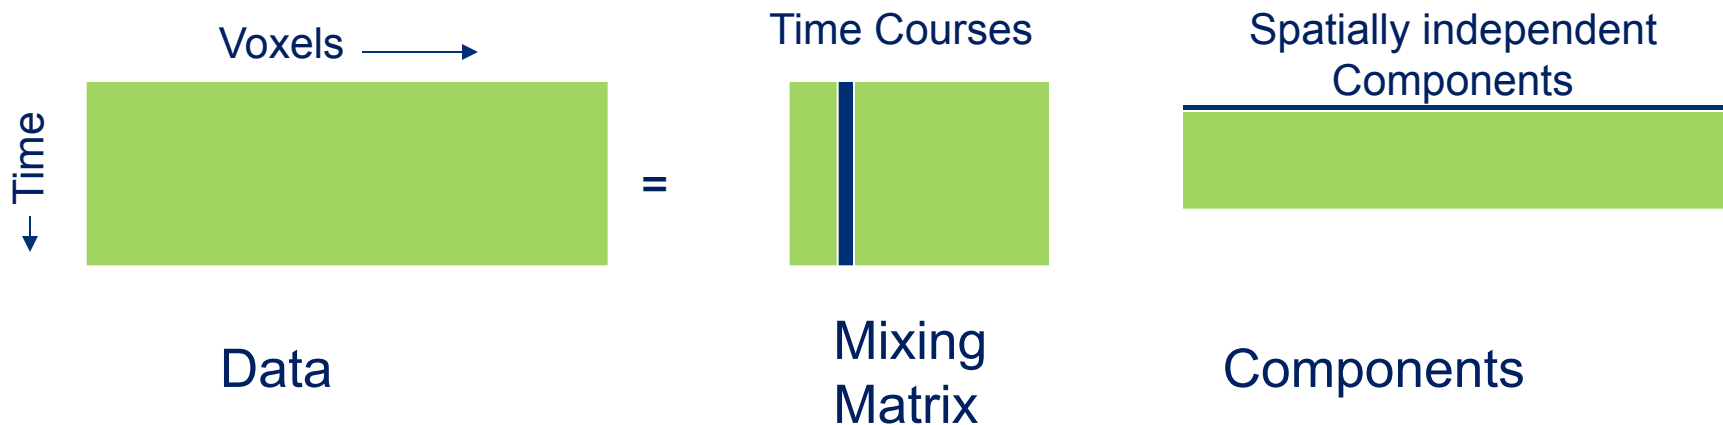 Voxels
Time
=
Time Courses
Spatially independent
Components
Data
Mixing
Matrix
Components